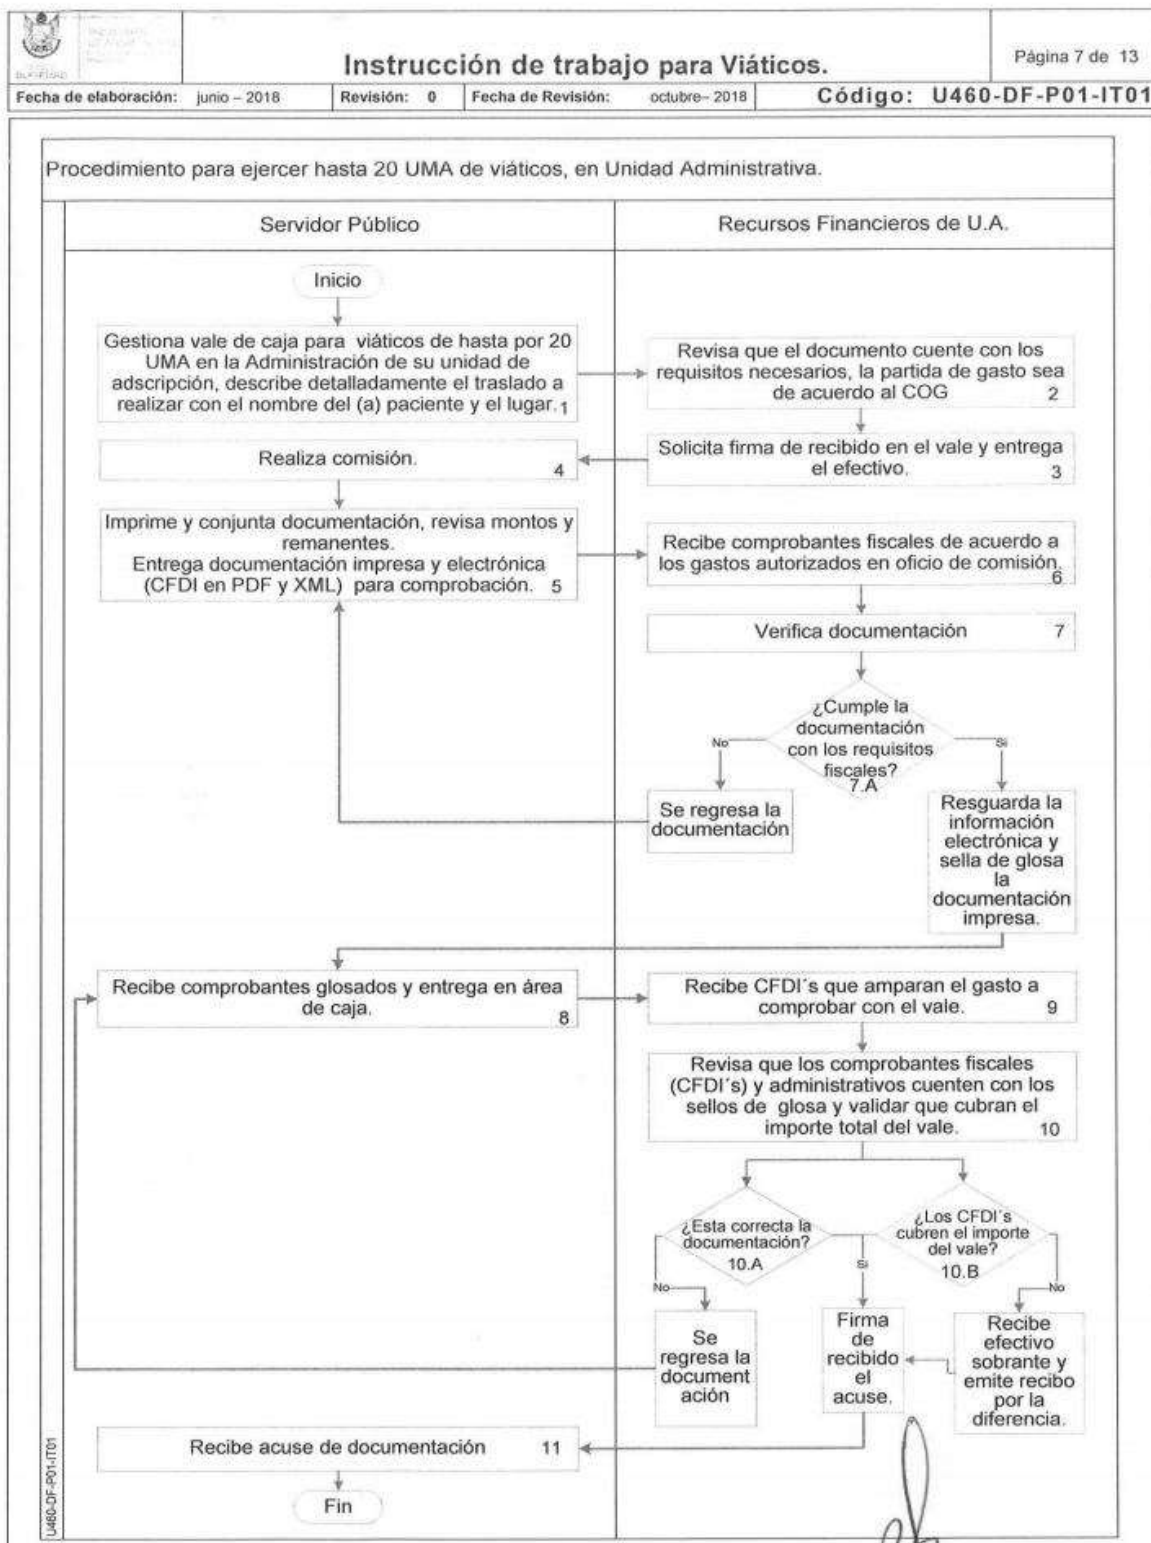 Instrucción de trabajo para Viáticos.
Página 7 de 13
Fecha de elaboración: junio – 2018
Revisión: 0
Fecha de Revisión: octubre– 2018
Código: U460-DF-P01-IT01
Procedimiento para ejercer hasta 20 UMA de viáticos, en Unidad Administrativa.
Servidor Público
Recursos Financieros de U.A.
Inicio
Gestiona vale de caja para viáticos de hasta por 20
UMA en la Administración de su unidad de
adscripción, describe detalladamente el traslado a
realizar con el nombre del (a) paciente y el lugar. 1
Revisa que el documento cuente con los
requisitos necesarios, la partida de gasto sea
de acuerdo al COG 2
Solicita firma de recibido en el vale y entrega
el efectivo. 3
Realiza comisión. 4
Imprime y conjunta documentación, revisa montos y
remanentes.
Entrega documentación impresa y electrónica
(CFDI en PDF y XML) para comprobación. 5
Recibe comprobantes fiscales de acuerdo a
los gastos autorizados en oficio de comisión. 6
Verifica documentación 7
¿Cumple la
documentación
con los requisitos
fiscales?
7.A
No
Si
Se regresa la
documentación
Resguarda la
información
electrónica y
sella de glosa
la
documentación
impresa.
Recibe comprobantes glosados y entrega en área
de caja. 8
Recibe CFDI´s que amparan el gasto a
comprobar con el vale. 9
Revisa que los comprobantes fiscales
(CFDI´s) y administrativos cuenten con los
sellos de glosa y validar que cubran el
importe total del vale. 10
¿Esta correcta la
documentación?
10.A
¿Los CFDI´s
cubren el importe
del vale?
10.B
No
Si
No
Se
regresa la
document
ación
Firma
de
recibido
el
acuse.
Recibe
efectivo
sobrante y
emite recibo
por la
diferencia.
Recibe acuse de documentación 11
Fin
U460-DF-P01-IT01